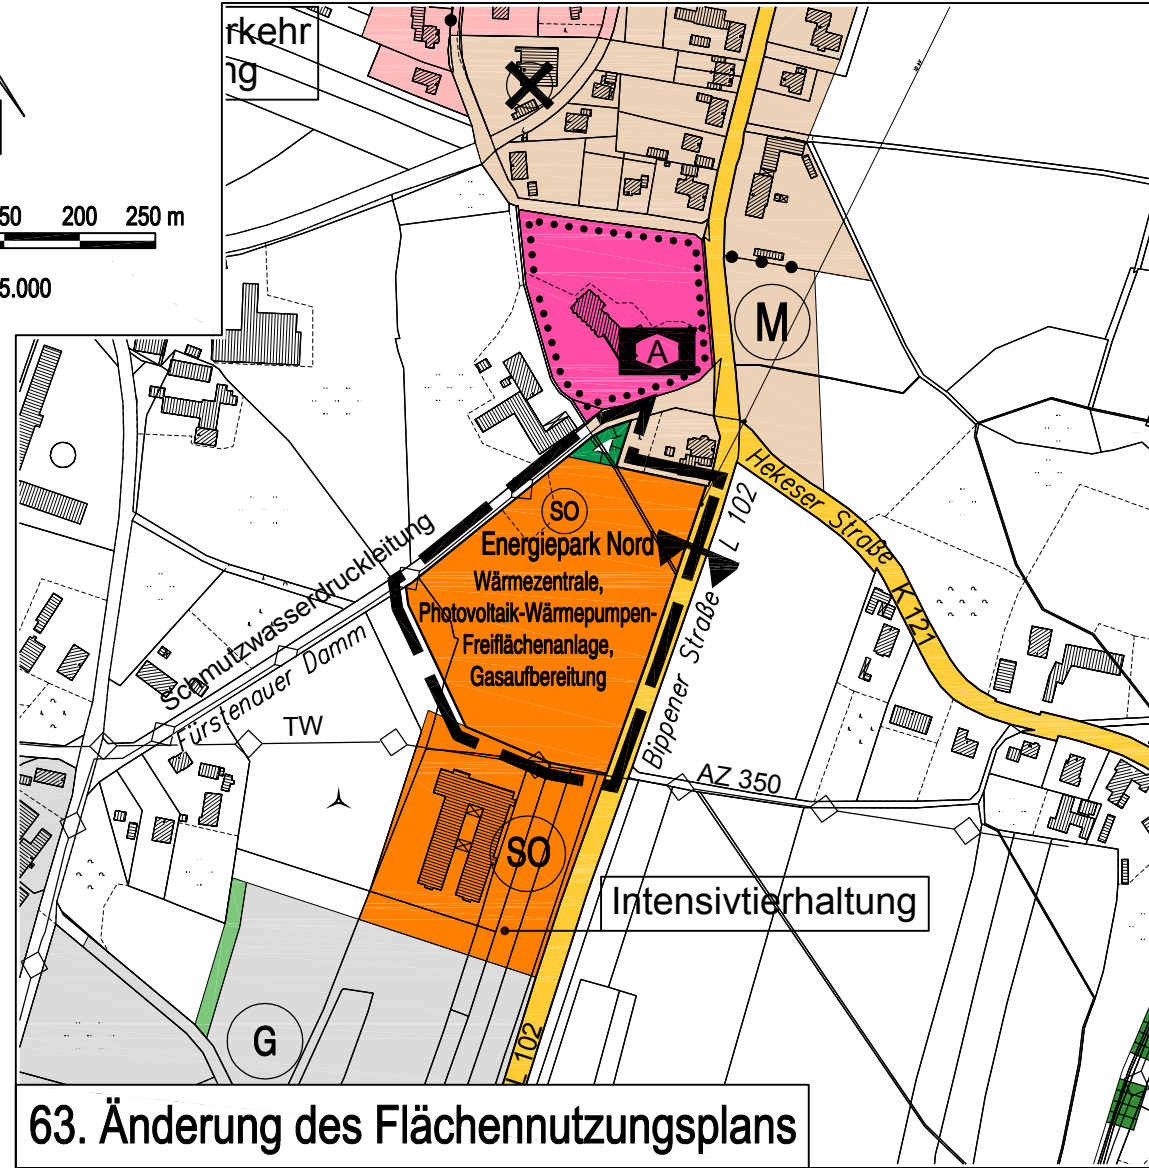 rkehr
ng
50 200 250 m
5.000
M
A
Hekeser Straße K 121
L 102
SO
Energiepark Nord
Wärmezentrale,
Photovoltaik-Wärmepumpen-
Freiflächenanlage,
Gasaufbereitung
Schmutzwasserdruckleitung
Fürstenauer Damm
Bippener Straße
TW
AZ 350
SO
Intensivtierhaltung
G
L 102
63. Änderung des Flächennutzungsplans